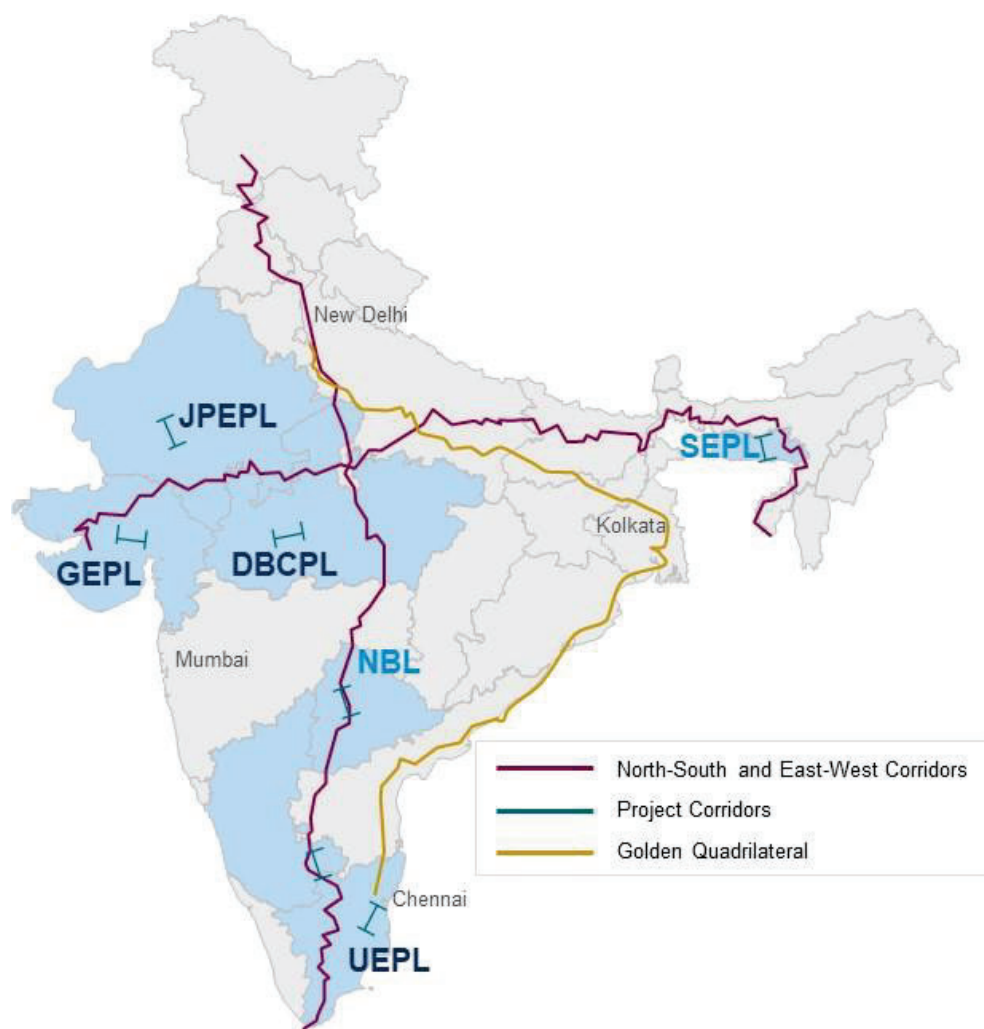 New Delhi
JPEPL
SEPL
Kolkata
GEPL
DBCPL
Mumbai
NBL
North-South and East-West Corridors
Project Corridors
Golden Quadrilateral
Chennai
UEPL